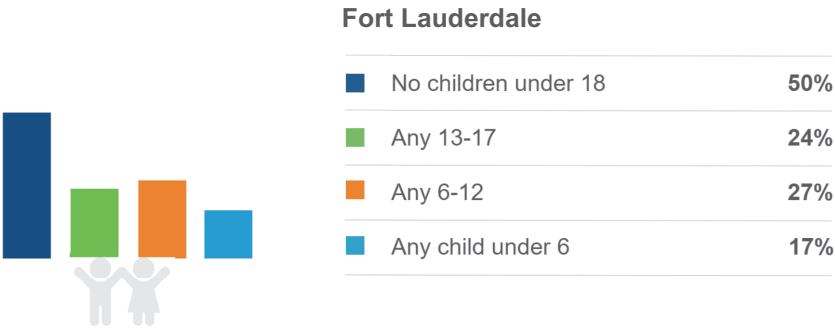 Fort Lauderdale
No children under 18 50%
Any 13-17 24%
Any 6-12 27%
Any child under 6 17%